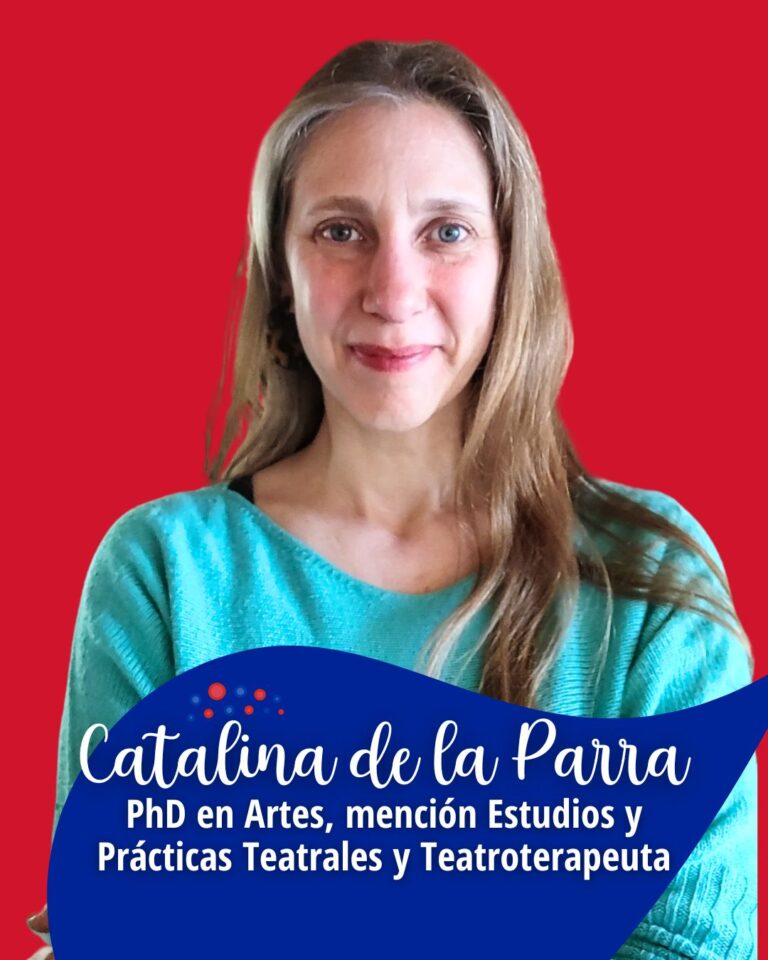 Catalina de la Parra
PhD en Artes, mención Estudios y
Prácticas Teatrales y Teatroterapeuta